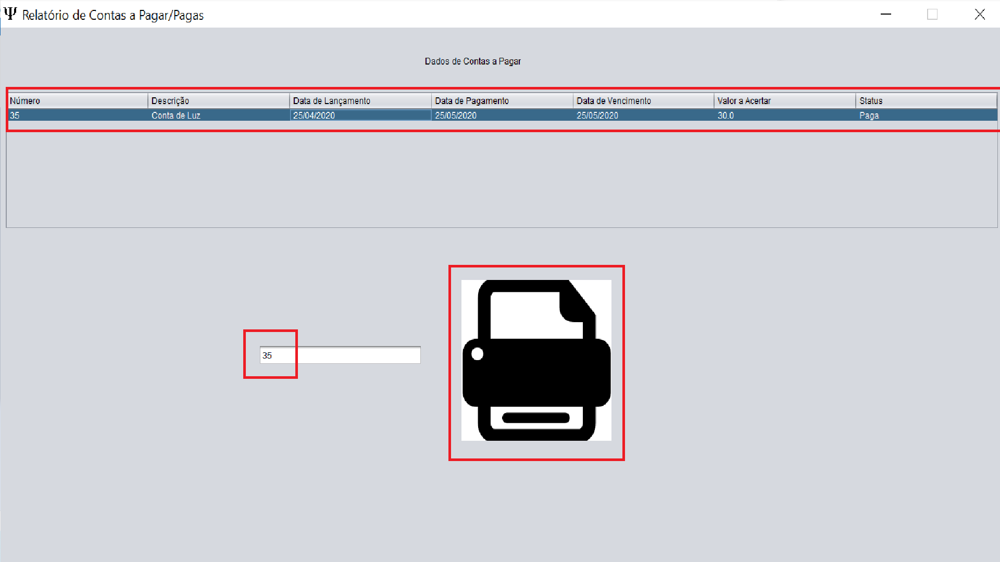 Ψ Relatório de Contas a Pagar/Pagas
Dados de Contas a Pagar
Número Descrição Data de Lançamento Data de Pagamento Data de Vencimento Valor a Acertar Status
35 Conta de Luz 25/04/2020 25/05/2020 25/05/2020 30.0 Paga
35